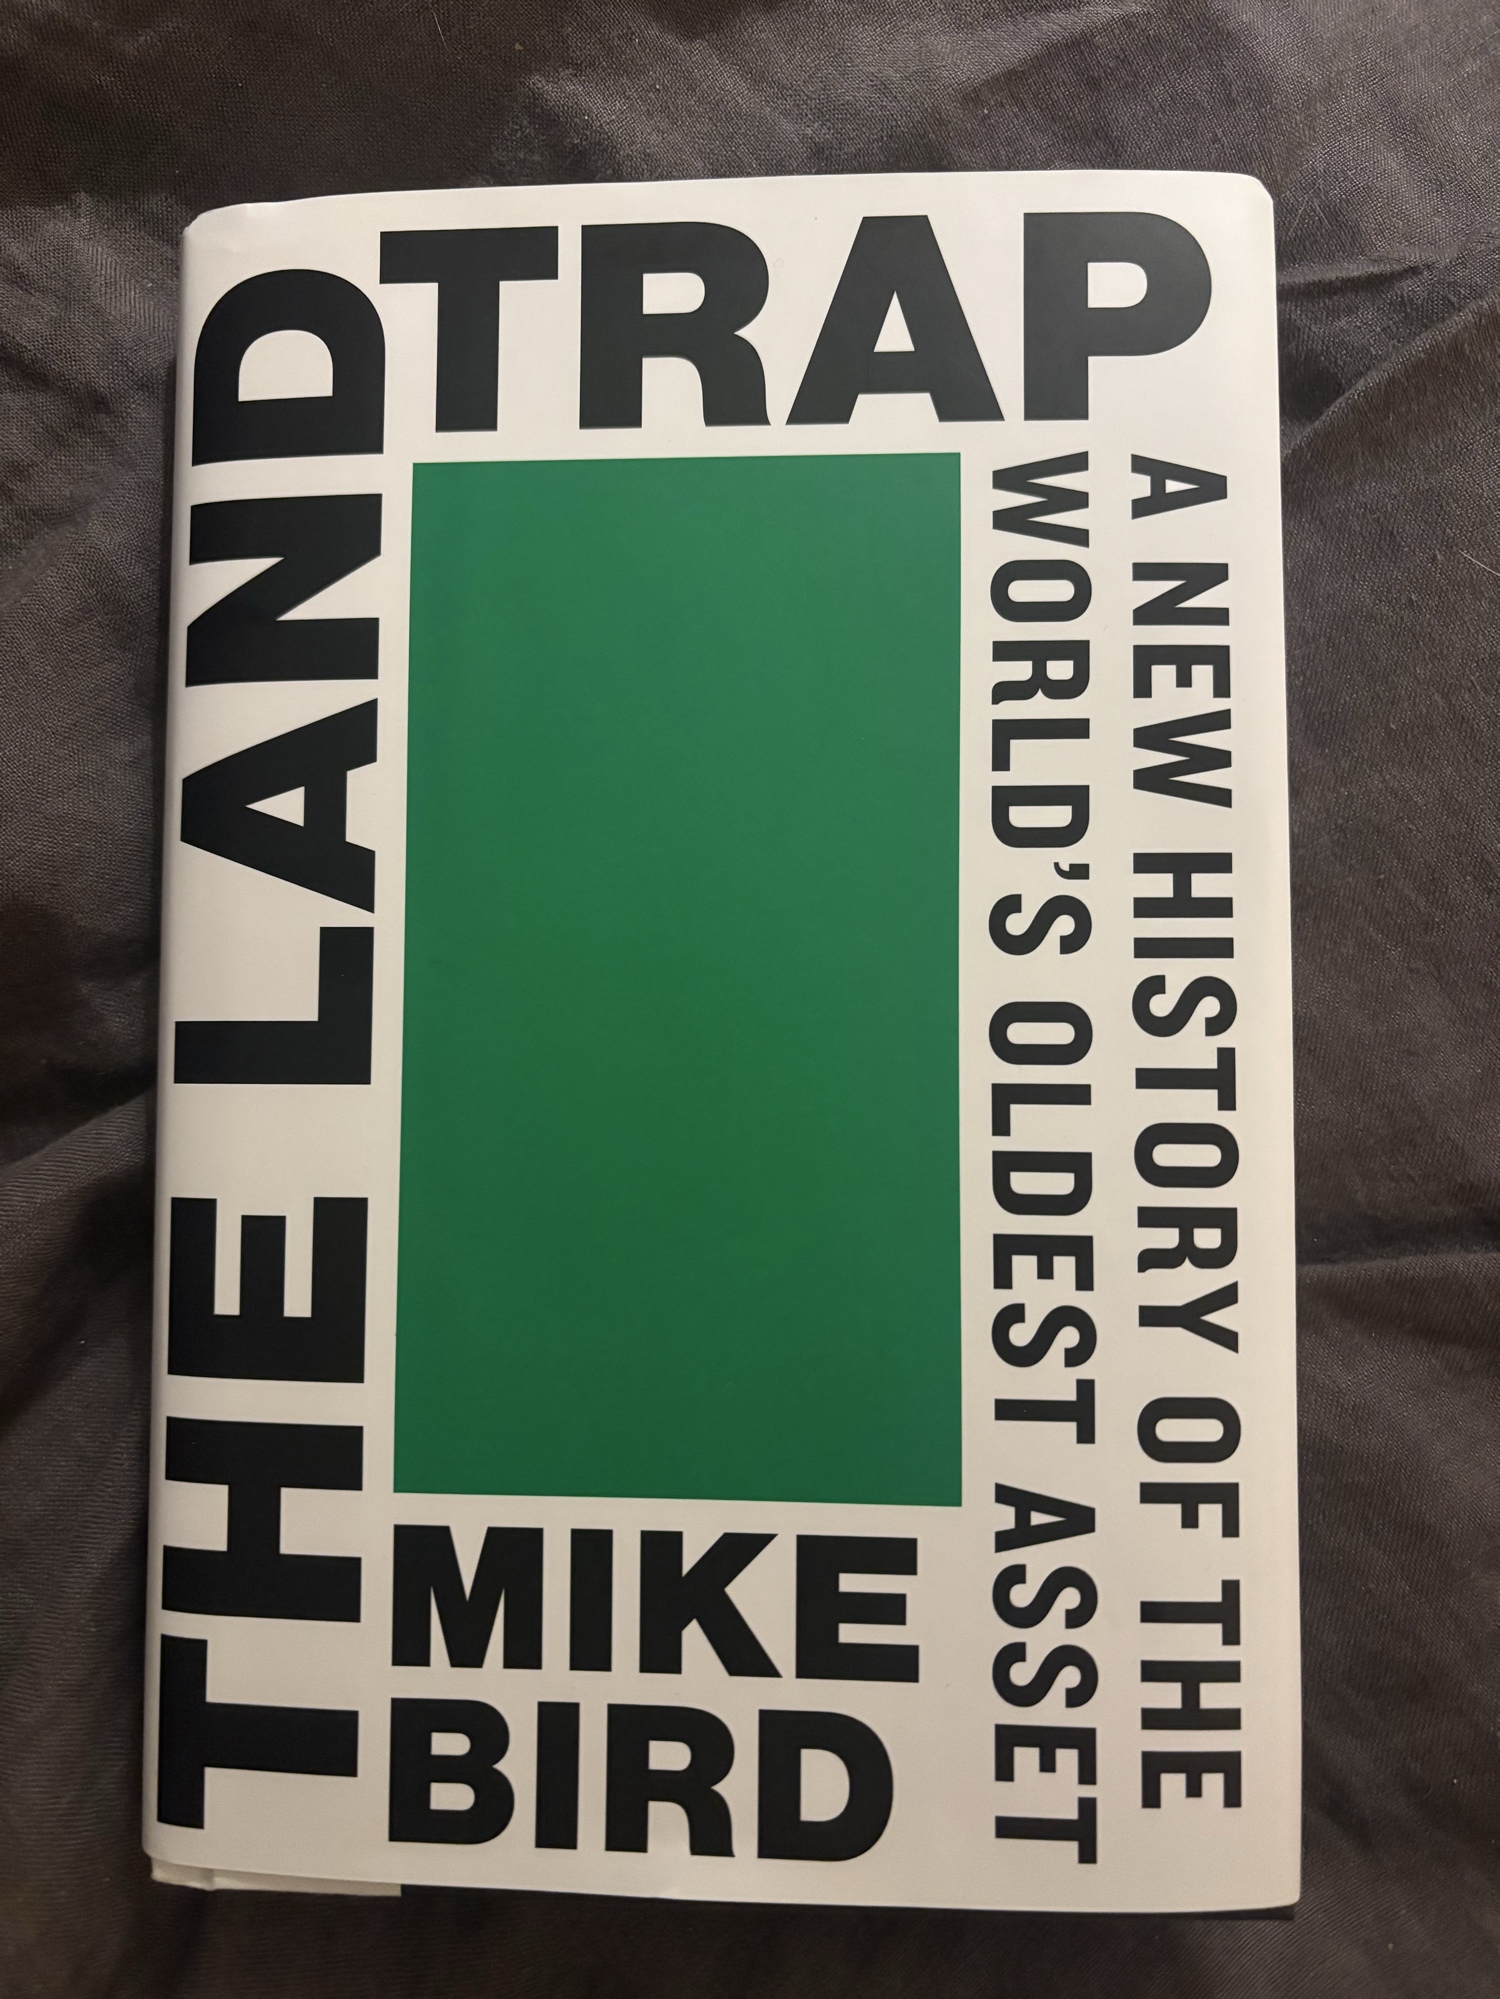 THE LAND
TRAP
A NEW HISTORY OF THE
WORLD'S OLDEST ASSET
MIKE
BIRD